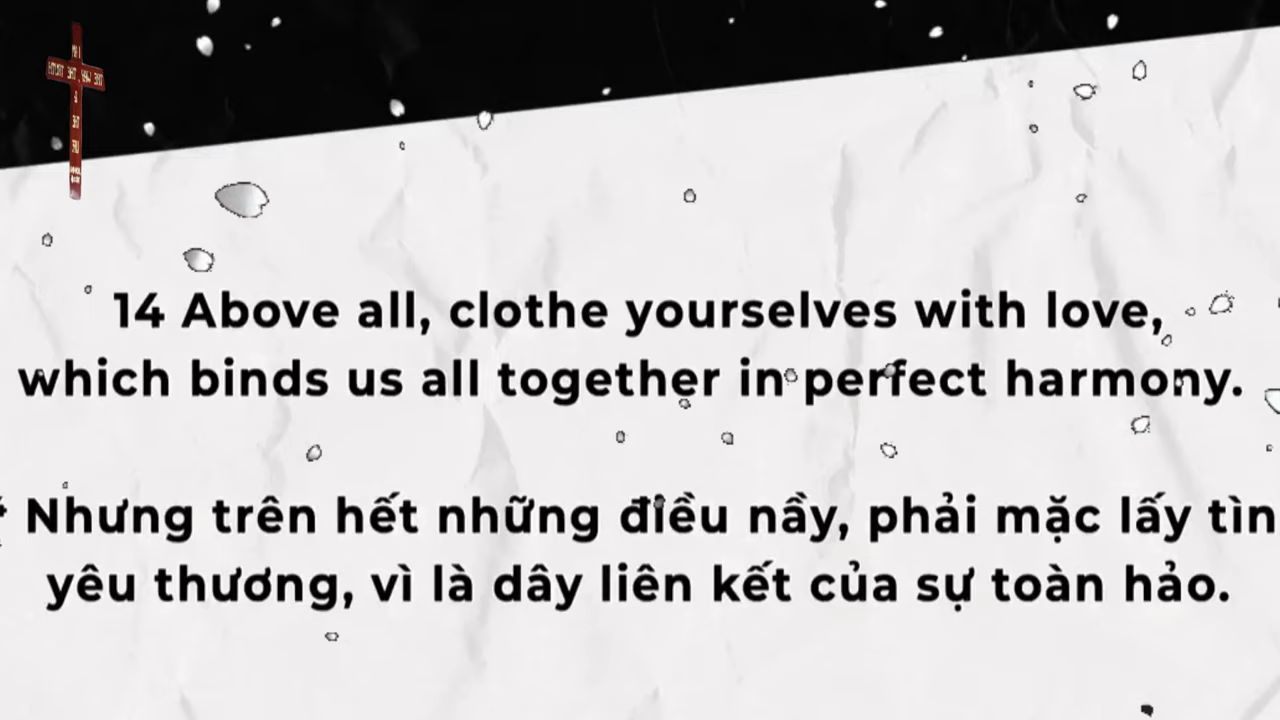 14 Above all, clothe yourselves with love,
which binds us all together in perfect harmony.
Nhưng trên hết những điều nầy, phải mặc lấy tìn
yêu thương, vì là dây liên kết của sự toàn hảo.